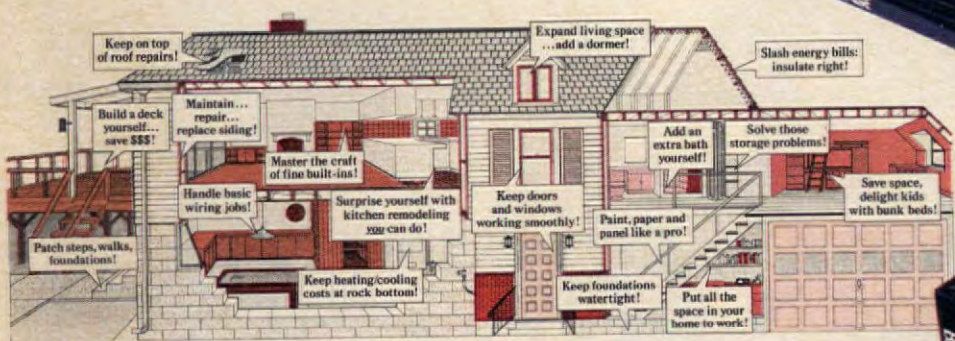 Keep on top
of roof repairs!
Expand living space
...add a dormer!
Slash energy bills:
insulate right!
Build a deck
yourself...
save $$$!
Maintain...
repair...
replace siding!
Master the craft
of fine built-ins!
Add an
extra bath
yourself!
Solve those
storage problems!
Handle basic
wiring jobs!
Surprise yourself with
kitchen remodeling
you can do!
Keep doors
and windows
working smoothly!
Save space,
delight kids
with bunk beds!
Patch steps, walks,
foundations!
Paint, paper and
panel like a pro!
Keep heating/cooling
costs at rock bottom!
Keep foundations
watertight!
Put all the
space in your
home to work!